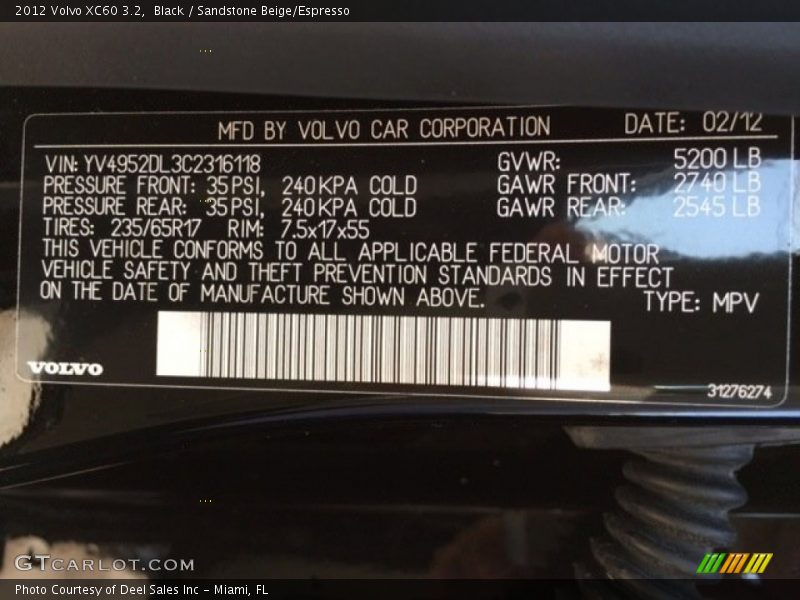 2012 Volvo XC60 3.2,  Black / Sandstone Beige/Espresso
MFD BY VOLVO CAR CORPORATION DATE: 02/12
VIN: YV4952DL3C2316118 GVWR: 5200 LB
PRESSURE FRONT: 35 PSI, 240 KPA COLD GAWR FRONT: 2740 LB
PRESSURE REAR: 35 PSI, 240 KPA COLD GAWR REAR: 2545 LB
TIRES: 235/65R17 RIM: 7.5x17x55
THIS VEHICLE CONFORMS TO ALL APPLICABLE FEDERAL MOTOR
VEHICLE SAFETY AND THEFT PREVENTION STANDARDS IN EFFECT
ON THE DATE OF MANUFACTURE SHOWN ABOVE. TYPE: MPV
VOLVO
31276274
GTCARLOT.COM
Photo Courtesy of Deel Sales Inc – Miami, FL